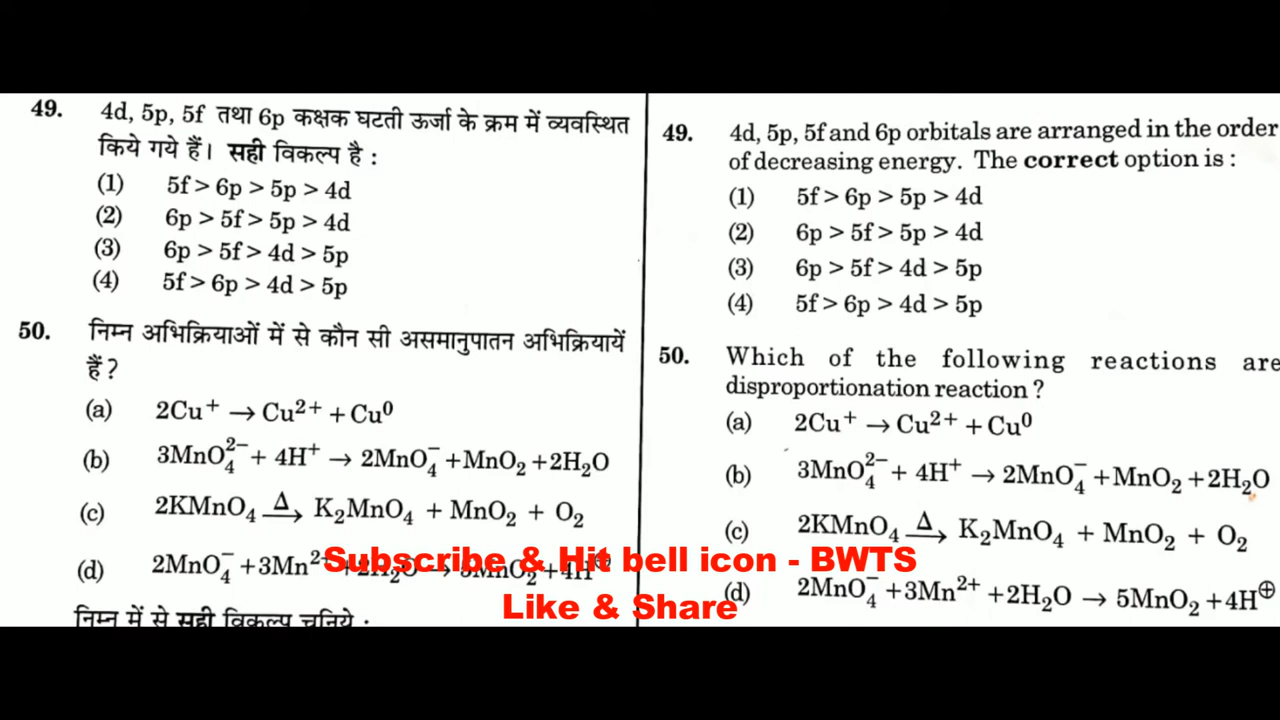 49. 4d, 5p, 5f तथा 6p कक्षक घटती ऊर्जा के क्रम में व्यवस्थित
किये गये हैं। सही विकल्प है :
(1) 5f > 6p > 5p > 4d
(2) 6p > 5f > 5p > 4d
(3) 6p > 5f > 4d > 5p
(4) 5f > 6p > 4d > 5p
50. निम्न अभिक्रियाओं में से कौन सी असमानुपातन अभिक्रियायें
हैं ?
(a) 2Cu⁺ → Cu²⁺ + Cu⁰
(b) 3MnO₄²⁻ + 4H⁺ → 2MnO₄⁻ + MnO₂ + 2H₂O
(c) 2KMnO₄ —Δ→ K₂MnO₄ + MnO₂ + O₂
(d) 2MnO₄⁻ + 3Mn²⁺ + 2H₂O → 5MnO₂ + 4H⊕
निम्न में से सही विकल्प चुनिये :
49. 4d, 5p, 5f and 6p orbitals are arranged in the order
of decreasing energy. The correct option is :
(1) 5f > 6p > 5p > 4d
(2) 6p > 5f > 5p > 4d
(3) 6p > 5f > 4d > 5p
(4) 5f > 6p > 4d > 5p
50. Which of the following reactions are
disproportionation reaction ?
(a) 2Cu⁺ → Cu²⁺ + Cu⁰
(b) 3MnO₄²⁻ + 4H⁺ → 2MnO₄⁻ + MnO₂ + 2H₂O
(c) 2KMnO₄ —Δ→ K₂MnO₄ + MnO₂ + O₂
(d) 2MnO₄⁻ + 3Mn²⁺ + 2H₂O → 5MnO₂ + 4H⊕
Subscribe & Hit bell icon - BWTS
Like & Share